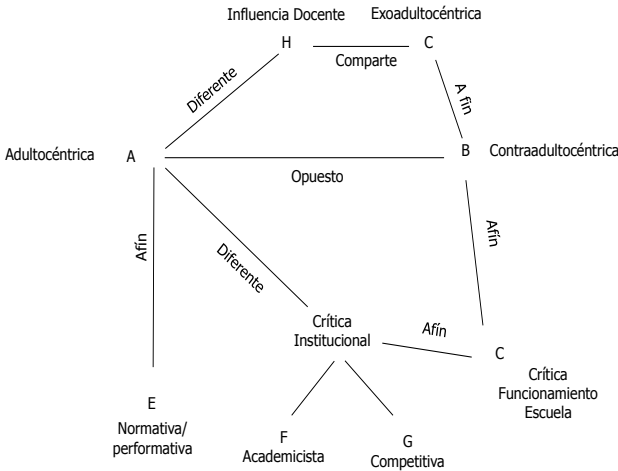 Influencia Docente
Exoadultocéntrica
H
C
Comparte
Diferente
A fín
Adultocéntrica
A
B
Contraadultocéntrica
Opuesto
Afín
Afín
Diferente
Crítica
Institucional
Afín
C
Crítica
Funcionamiento
Escuela
E
Normativa/
performativa
F
Academicista
G
Competitiva